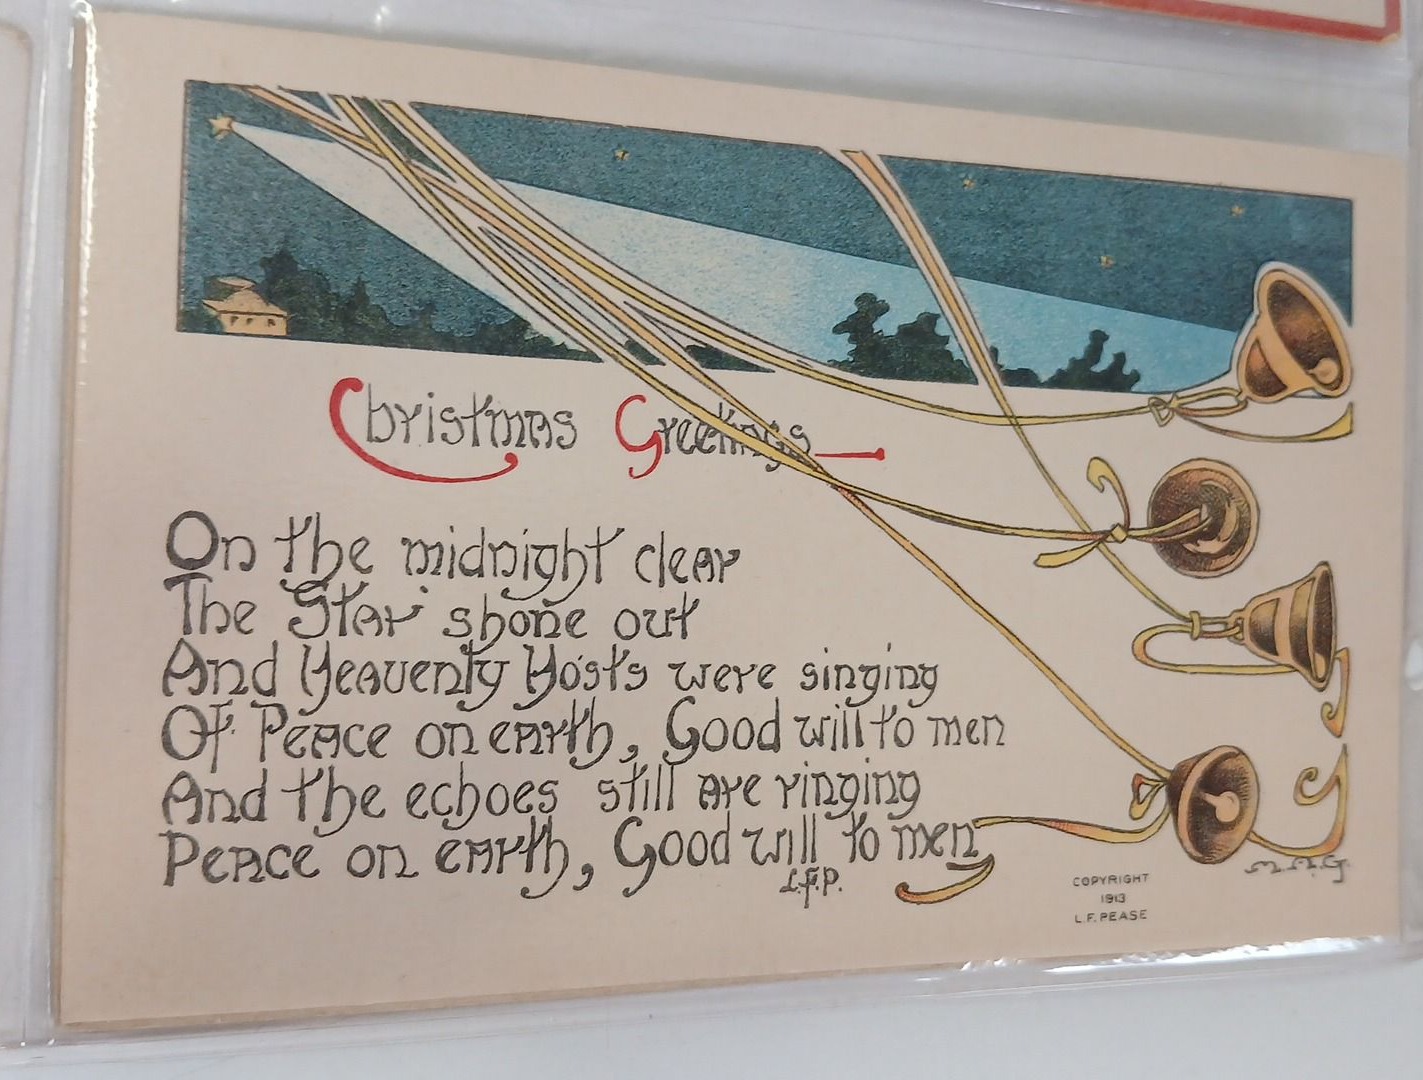 Christmas Greetings
On the midnight clear
The Star shone out
And Heavenly Hosts were singing
Of Peace on earth, Good will to men
And the echoes still are ringing
Peace on earth, Good will to men
L.F.P.
M.M.G.
COPYRIGHT
1913
L.F. PEASE